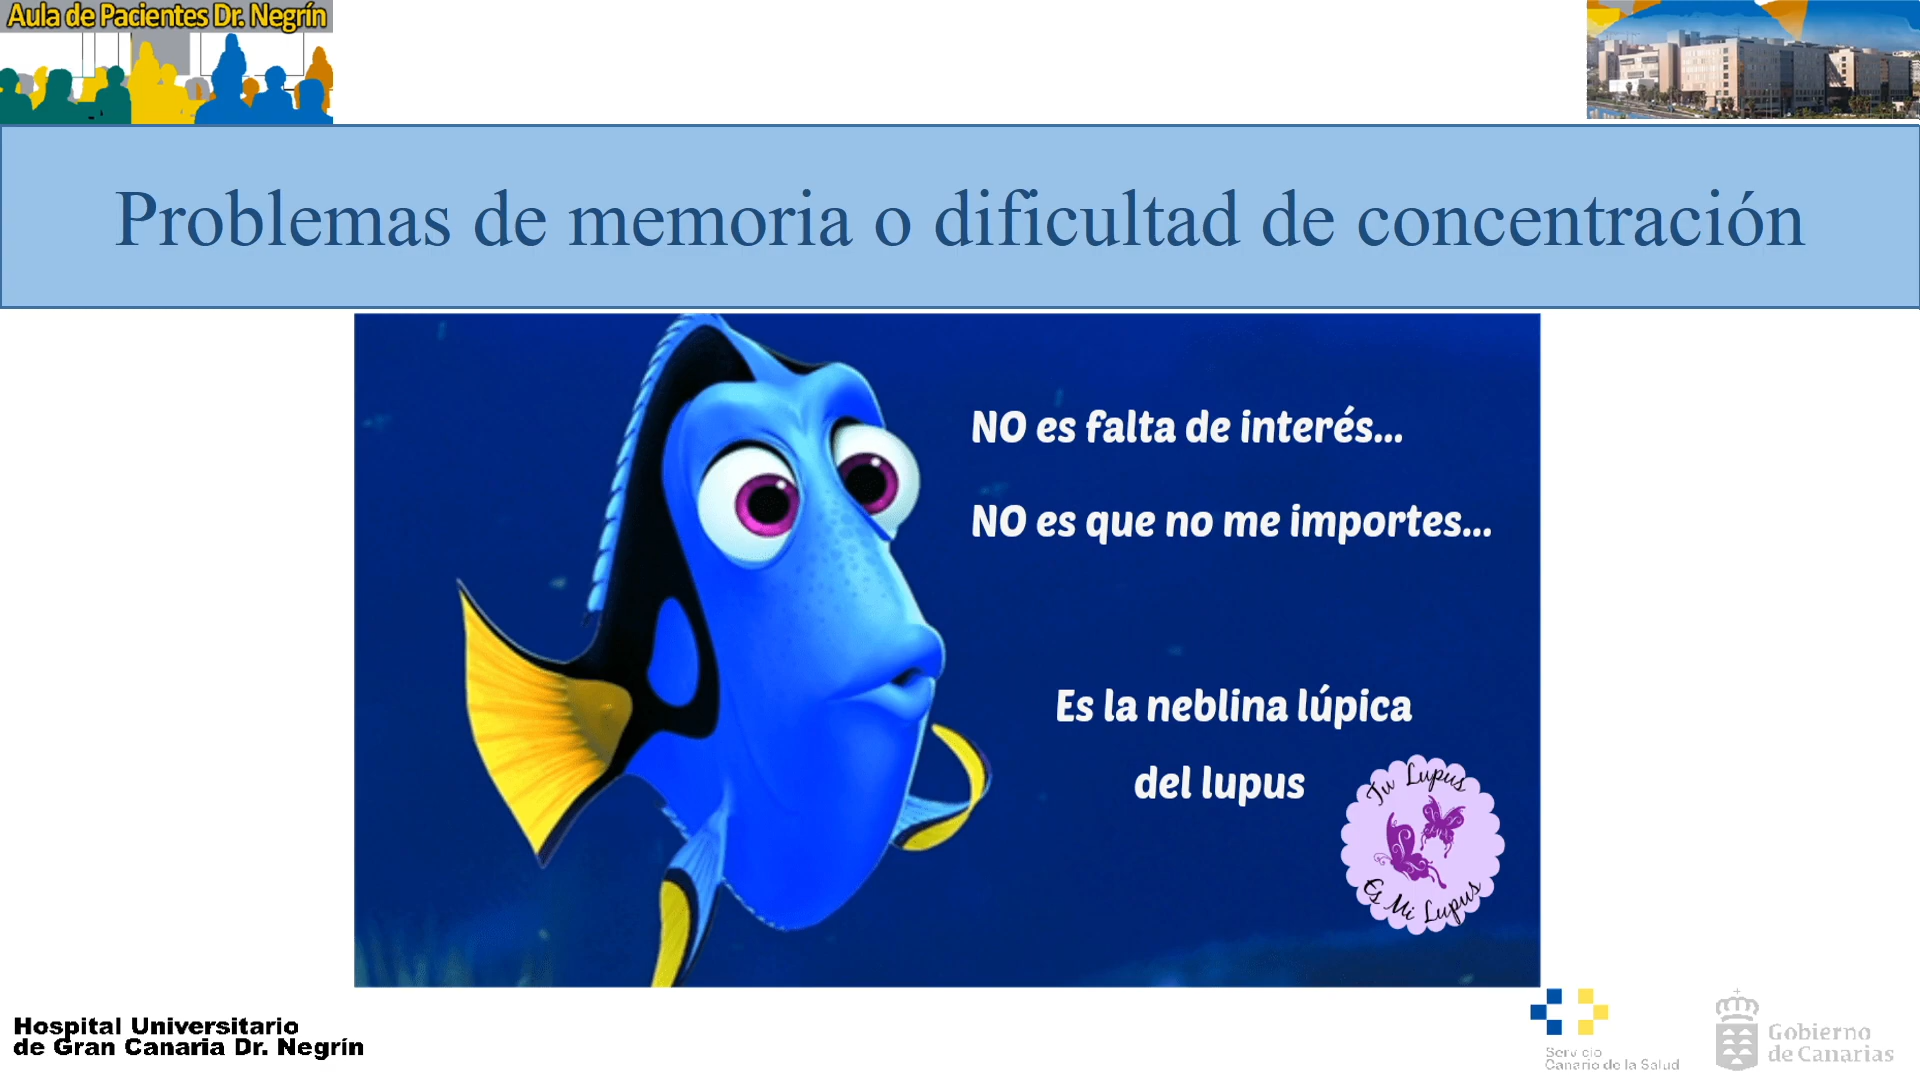 Aula de Pacientes Dr. Negrín
Problemas de memoria o dificultad de concentración
NO es falta de interés...
NO es que no me importes...
Es la neblina lúpica
del lupus
Tu Lupus
Es Mi Lupus
Hospital Universitario
de Gran Canaria Dr. Negrín
Servicio
Canario de la Salud
Gobierno
de Canarias